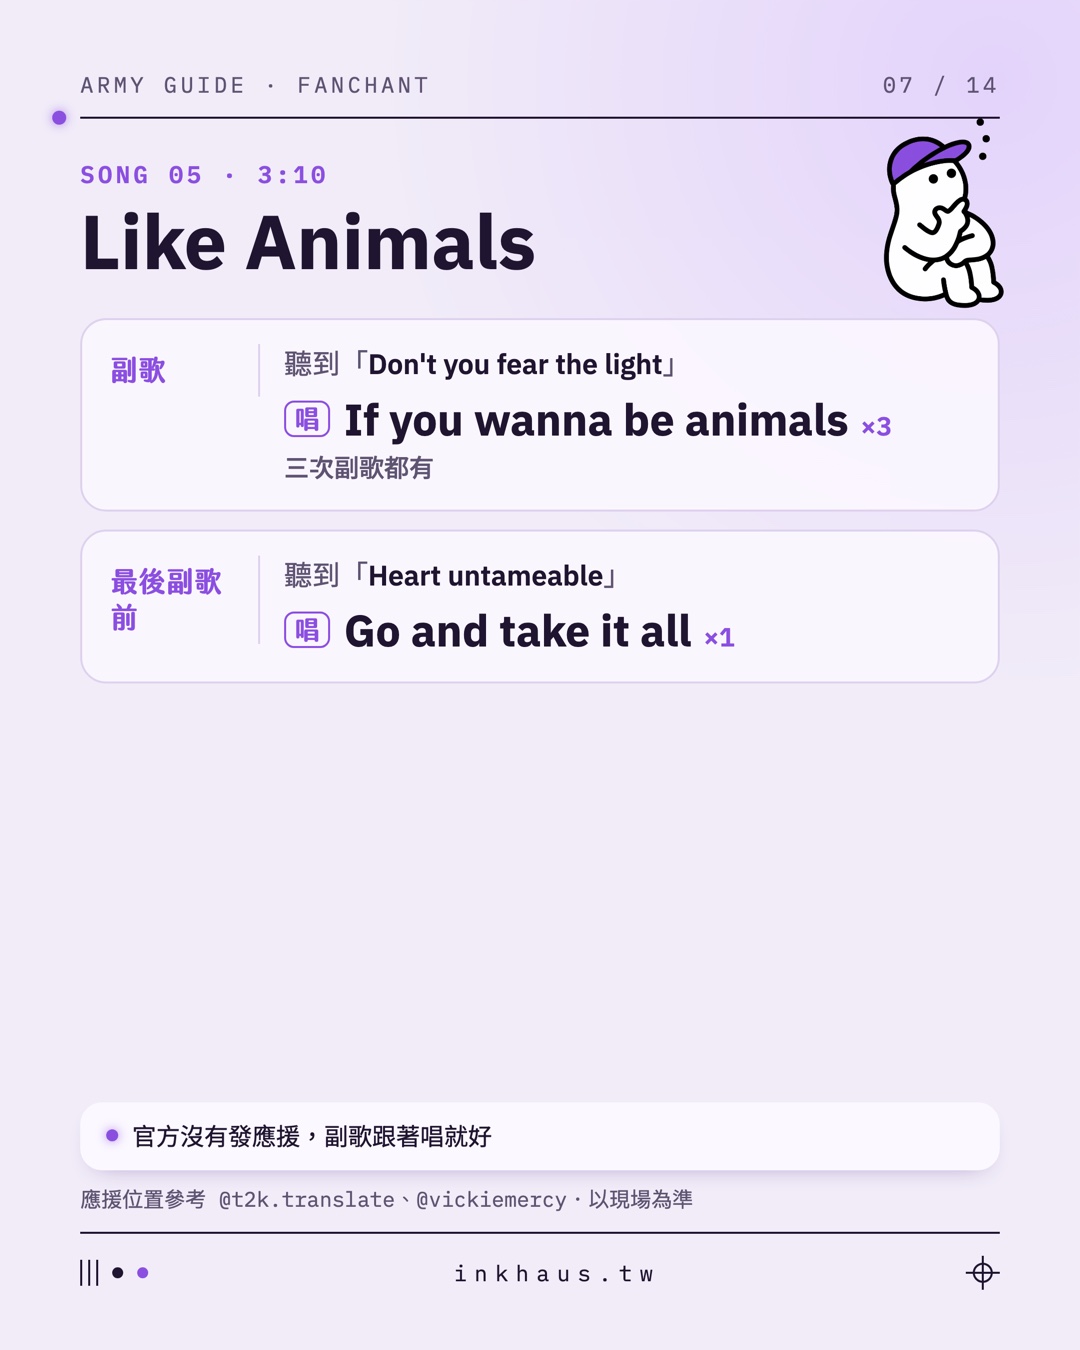 ARMY GUIDE · FANCHANT
07 / 14
SONG 05 · 3:10
Like Animals
副歌
聽到「Don't you fear the light」
唱 If you wanna be animals ×3
三次副歌都有
最後副歌
前
聽到「Heart untameable」
唱 Go and take it all ×1
官方沒有發應援，副歌跟著唱就好
應援位置參考 @t2k.translate、@vickiemercy · 以現場為準
inkhaus.tw